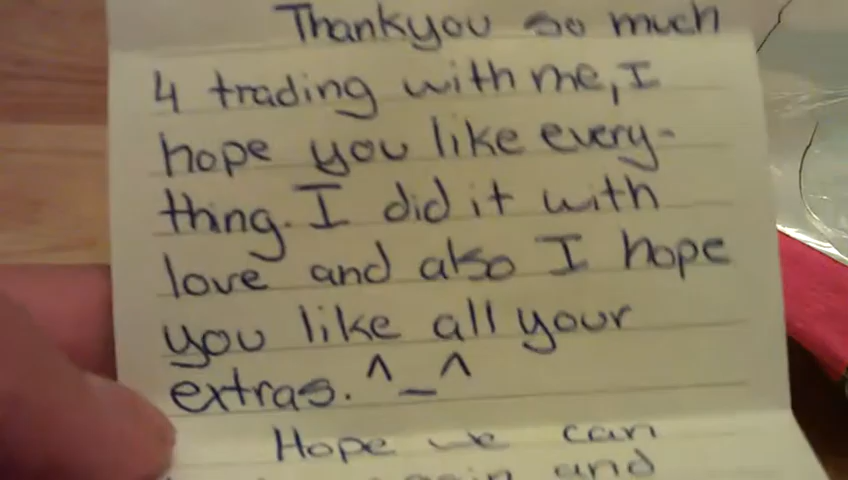 Thankyou so much
4 trading with me, I
hope you like every-
thing. I did it with
love and also I hope
you like all your
extras. ^_^
Hope we can
and